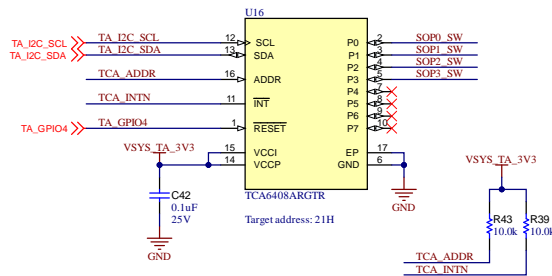 U16
TA_I2C_SCL TA_I2C_SCL 12 SCL P0 2 SOP0_SW
TA_I2C_SDA TA_I2C_SDA 13 SDA P1 3 SOP1_SW
P2 4 SOP2_SW
TCA_ADDR 16 ADDR P3 5 SOP3_SW
P4 7
TCA_INTN 11 INT P5 8
P6 9
TA_GPIO4 TA_GPIO4 1 RESET P7 10
VSYS_TA_3V3 15 VCCI EP 17
14 VCCP GND 6
VSYS_TA_3V3
C42 TCA6408ARGTR
0.1uF
25V Target address: 21H GND
R43 R39
10.0k 10.0k
GND
TCA_ADDR
TCA_INTN